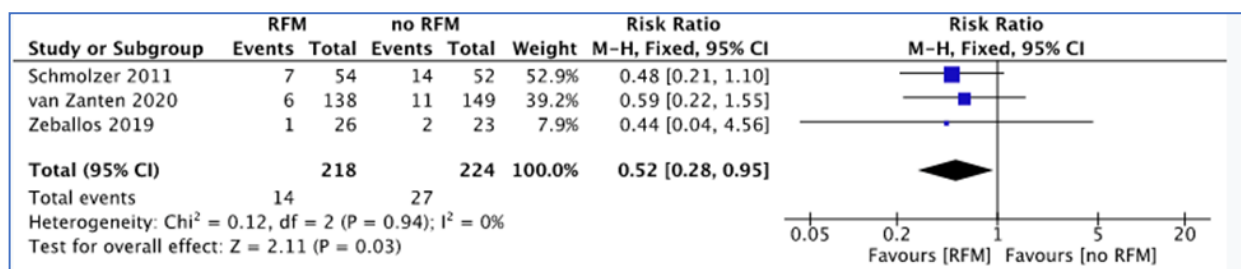 RFM no RFM Risk Ratio Risk Ratio
Study or Subgroup Events Total Events Total Weight M-H, Fixed, 95% CI M-H, Fixed, 95% CI
Schmolzer 2011 7 54 14 52 52.9% 0.48 [0.21, 1.10]
van Zanten 2020 6 138 11 149 39.2% 0.59 [0.22, 1.55]
Zeballos 2019 1 26 2 23 7.9% 0.44 [0.04, 4.56]
Total (95% CI) 218 224 100.0% 0.52 [0.28, 0.95]
Total events 14 27
Heterogeneity: Chi² = 0.12, df = 2 (P = 0.94); I² = 0%
Test for overall effect: Z = 2.11 (P = 0.03)
0.05 0.2 1 5 20
Favours [RFM] Favours [no RFM]